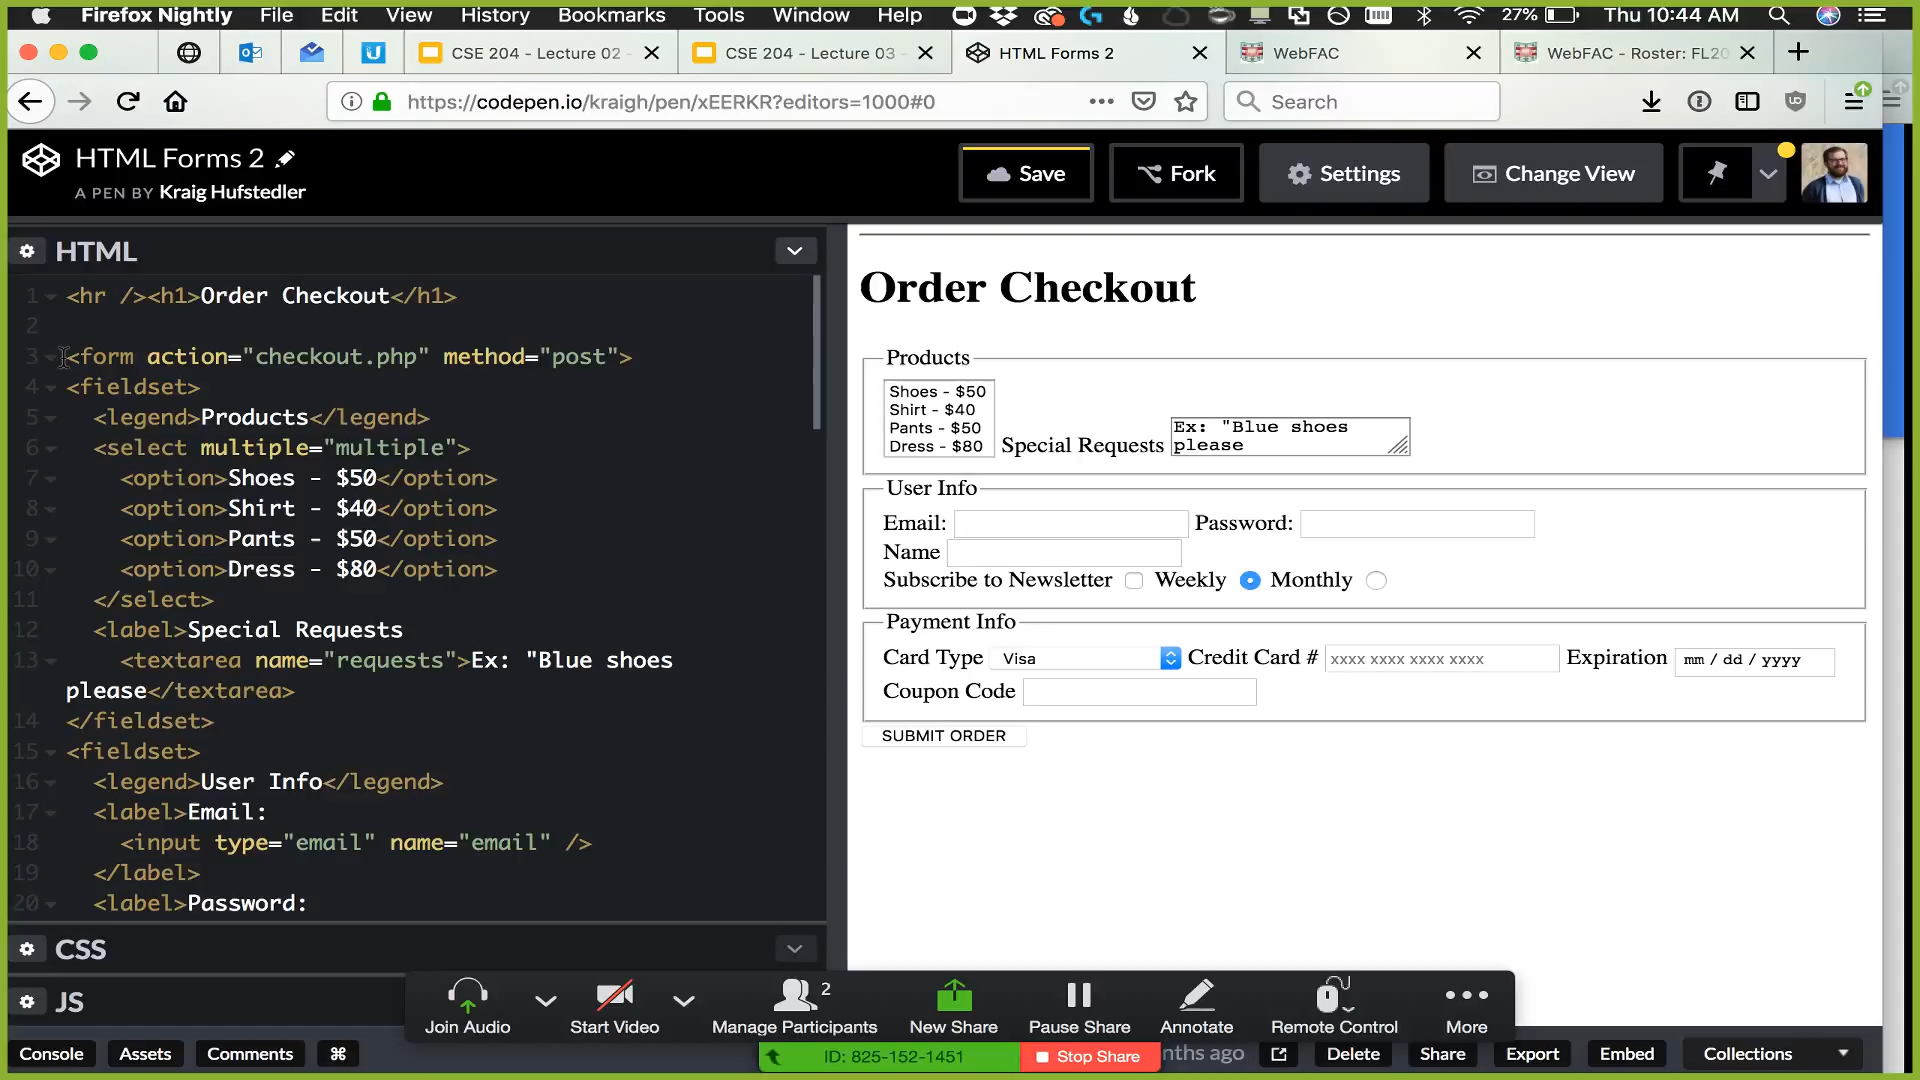 Firefox Nightly File Edit View History Bookmarks Tools Window Help 27% Thu 10:44 AM
CSE 204 - Lecture 02 - CSE 204 - Lecture 03 - HTML Forms 2 WebFAC WebFAC - Roster: FL20
https://codepen.io/kraigh/pen/xEERKR?editors=1000#0 Search
HTML Forms 2
A PEN BY Kraig Hufstedler
Save Fork Settings Change View
HTML
1 <hr /><h1>Order Checkout</h1>
2
3 <form action="checkout.php" method="post">
4 <fieldset>
5 <legend>Products</legend>
6 <select multiple="multiple">
7 <option>Shoes - $50</option>
8 <option>Shirt - $40</option>
9 <option>Pants - $50</option>
10 <option>Dress - $80</option>
11 </select>
12 <label>Special Requests
13 <textarea name="requests">Ex: "Blue shoes
please</textarea>
14 </fieldset>
15 <fieldset>
16 <legend>User Info</legend>
17 <label>Email:
18 <input type="email" name="email" />
19 </label>
20 <label>Password:
CSS
JS
Order Checkout
Products
Shoes - $50
Shirt - $40
Pants - $50
Dress - $80
Special Requests
Ex: "Blue shoes
please
User Info
Email: Password:
Name
Subscribe to Newsletter Weekly Monthly
Payment Info
Card Type Visa Credit Card # xxxx xxxx xxxx xxxx Expiration mm / dd / yyyy
Coupon Code
SUBMIT ORDER
Join Audio Start Video Manage Participants 2 New Share Pause Share Annotate Remote Control More
ID: 825-152-1451 Stop Share
Console Assets Comments ⌘ nths ago Delete Share Export Embed Collections